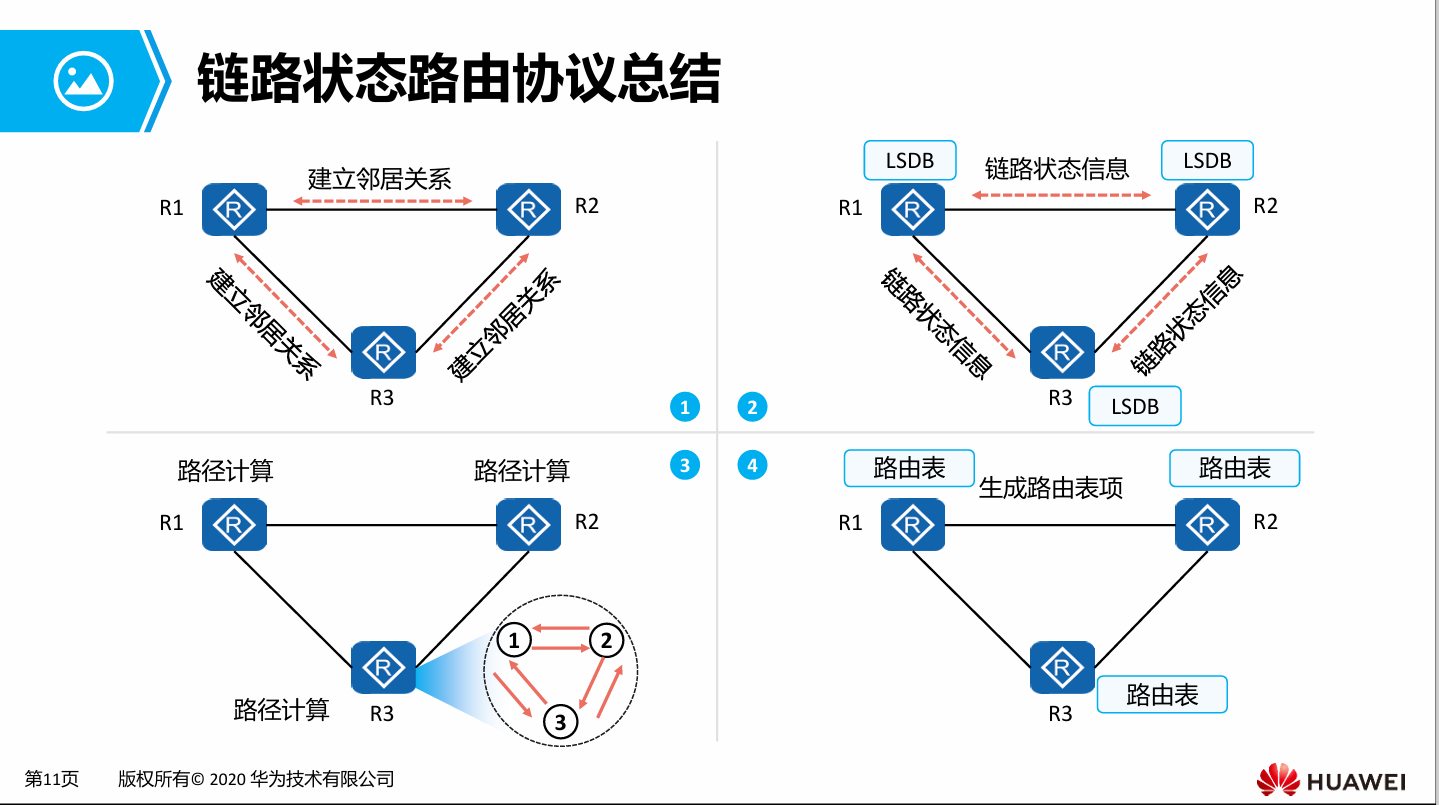 链路状态路由协议总结
建立邻居关系
R1
R
R
R2
建立邻居关系
建立邻居关系
R
R3
1
LSDB
链路状态信息
LSDB
R1
R
R
R2
链路状态信息
链路状态信息
R
R3
LSDB
2
3
路径计算
路径计算
R1
R
R
R2
1
2
3
R
路径计算
R3
4
路由表
生成路由表项
路由表
R1
R
R
R2
R
路由表
R3
第11页
版权所有© 2020 华为技术有限公司
HUAWEI